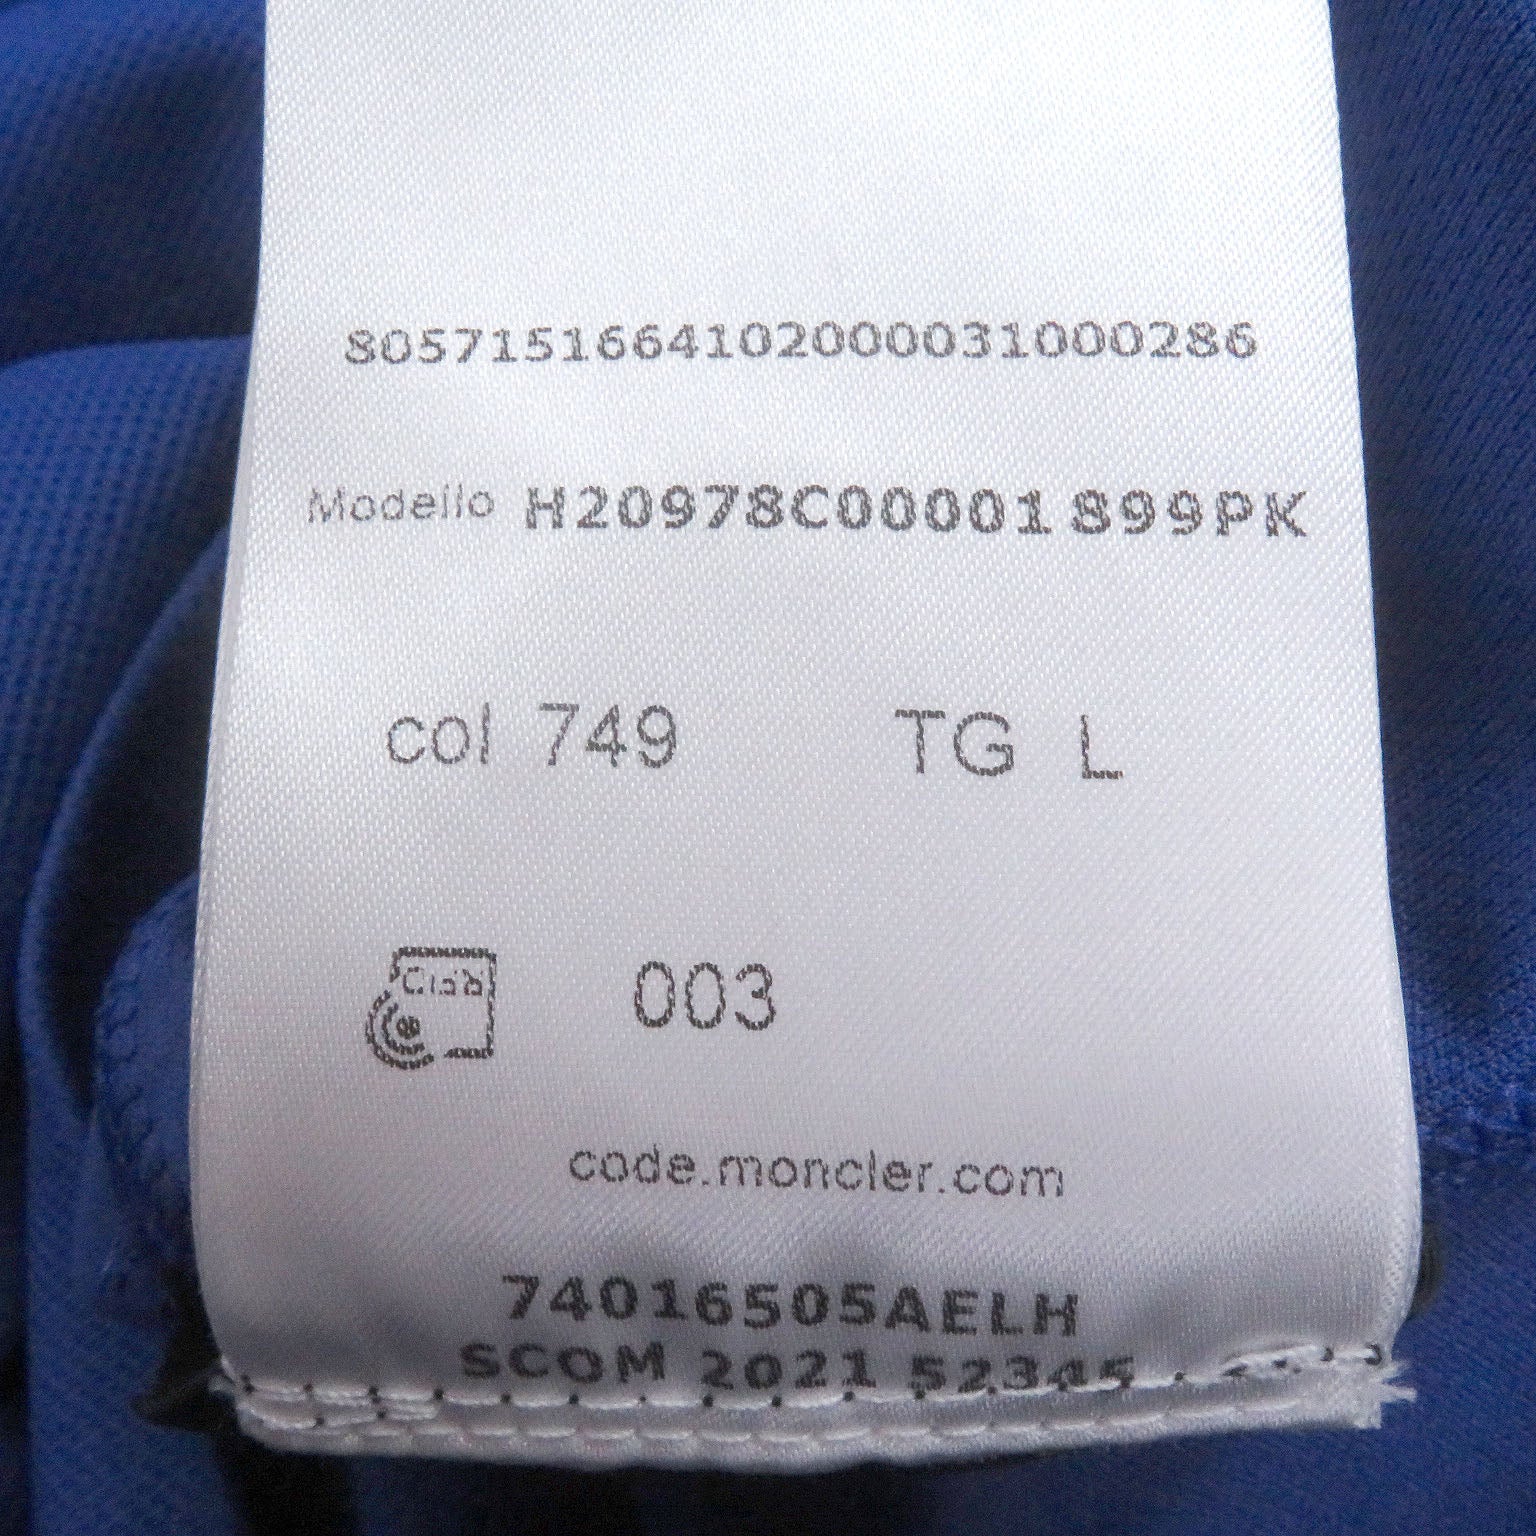 8057151664102000031000286
Modello H20978C00001899PK
col 749 TG L
003
code.moncler.com
74016505AELH
SCOM 2021 52345